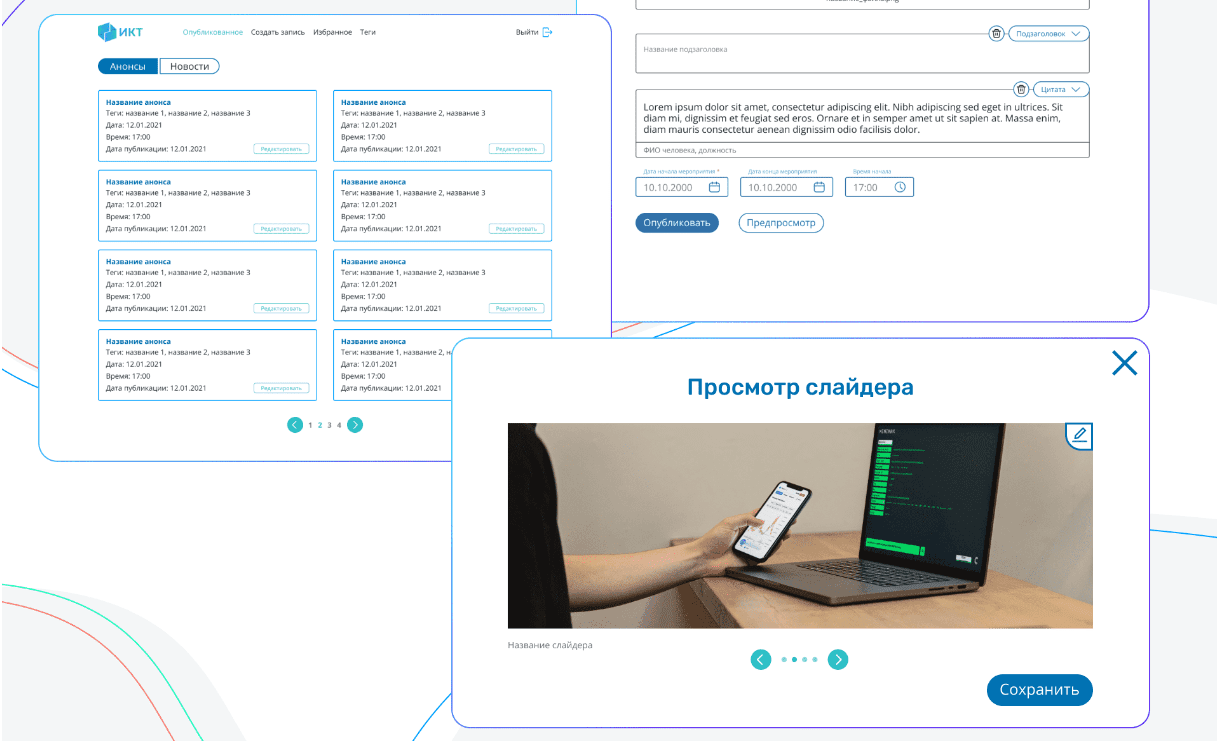 ИКТ
Опубликованное Создать запись Избранное Теги
Выйти
Анонсы Новости
Название анонса
Теги: название 1, название 2, название 3
Дата: 12.01.2021
Время: 17:00
Дата публикации: 12.01.2021
Редактировать
Название анонса
Теги: название 1, название 2, название 3
Дата: 12.01.2021
Время: 17:00
Дата публикации: 12.01.2021
Редактировать
Название анонса
Теги: название 1, название 2, название 3
Дата: 12.01.2021
Время: 17:00
Дата публикации: 12.01.2021
Редактировать
Название анонса
Теги: название 1, название 2, название 3
Дата: 12.01.2021
Время: 17:00
Дата публикации: 12.01.2021
Редактировать
Название анонса
Теги: название 1, название 2, название 3
Дата: 12.01.2021
Время: 17:00
Дата публикации: 12.01.2021
Редактировать
Название анонса
Теги: название 1, название 2, название 3
Дата: 12.01.2021
Время: 17:00
Дата публикации: 12.01.2021
Редактировать
Название анонса
Теги: название 1, название 2, название 3
Дата: 12.01.2021
Время: 17:00
Дата публикации: 12.01.2021
Редактировать
Название анонса
Теги: название 1, название 2, н
Дата: 12.01.2021
Время: 17:00
Дата публикации: 12.01.2021
1 2 3 4
Подзаголовок
Название подзаголовка
Цитата
Lorem ipsum dolor sit amet, consectetur adipiscing elit. Nibh adipiscing sed eget in ultrices. Sit
diam mi, dignissim et feugiat sed eros. Ornare et in semper amet ut sit sapien at. Massa enim,
diam mauris consectetur aenean dignissim odio facilisis dolor.
ФИО человека, должность
Дата начала мероприятия * Дата конца мероприятия Время начала
10.10.2000 10.10.2000 17:00
Опубликовать Предпросмотр
Просмотр слайдера
Название слайдера
Сохранить